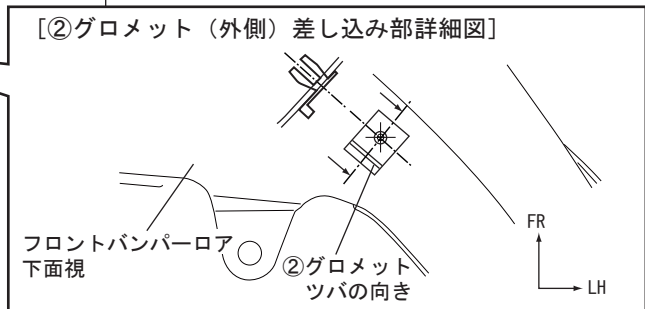 [②グロメット（外側）差し込み部詳細図]
フロントバンパーロア
下面視
②グロメット
ツバの向き
FR
LH